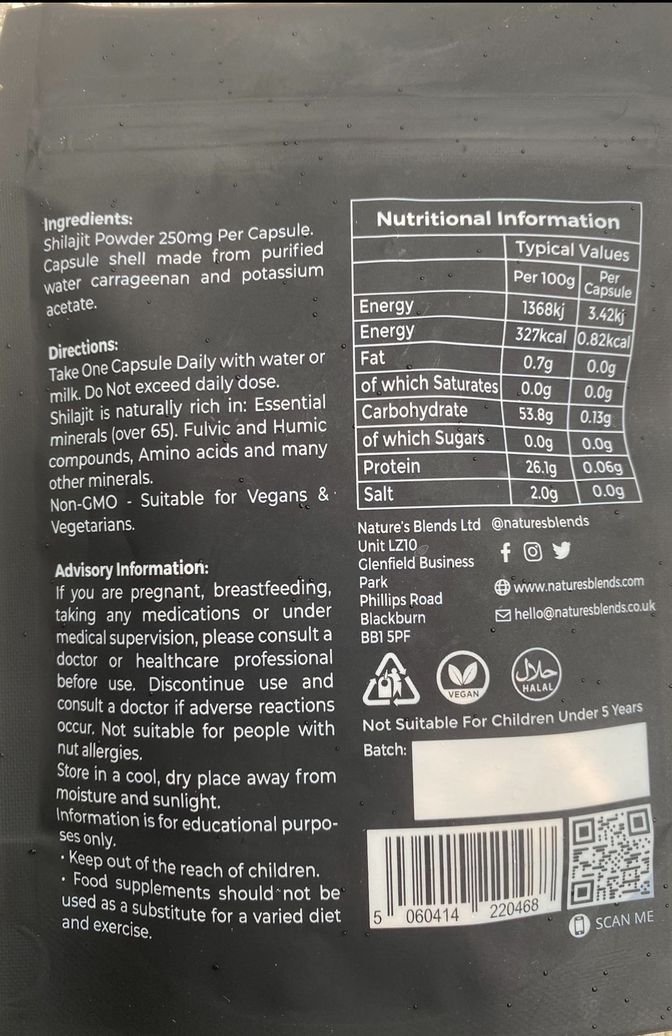 Ingredients:
Shilajit Powder 250mg Per Capsule.
Capsule shell made from purified
water carrageenan and potassium
acetate.
Directions:
Take One Capsule Daily with water or
milk. Do Not exceed daily dose.
Shilajit is naturally rich in: Essential
minerals (over 65). Fulvic and Humic
compounds, Amino acids and many
other minerals.
Non-GMO - Suitable for Vegans &
Vegetarians.
Advisory Information:
If you are pregnant, breastfeeding,
taking any medications or under
medical supervision, please consult a
doctor or healthcare professional
before use. Discontinue use and
consult a doctor if adverse reactions
occur. Not suitable for people with
nut allergies.
Store in a cool, dry place away from
moisture and sunlight.
Information is for educational purpo-
ses only.
• Keep out of the reach of children.
• Food supplements should not be
used as a substitute for a varied diet
and exercise.
Nutritional Information
Typical Values
Per 100g Per Capsule
Energy 1368kj 3.42kj
Energy 327kcal 0.82kcal
Fat 0.7g 0.0g
of which Saturates 0.0g 0.0g
Carbohydrate 53.8g 0.13g
of which Sugars 0.0g 0.0g
Protein 26.1g 0.06g
Salt 2.0g 0.0g
Nature's Blends Ltd
Unit LZ10
Glenfield Business
Park
Phillips Road
Blackburn
BB1 5PF
@naturesblends
www.naturesblends.com
hello@naturesblends.co.uk
VEGAN
حلال
HALAL
Not Suitable For Children Under 5 Years
Batch:
5 060414 220468
SCAN ME